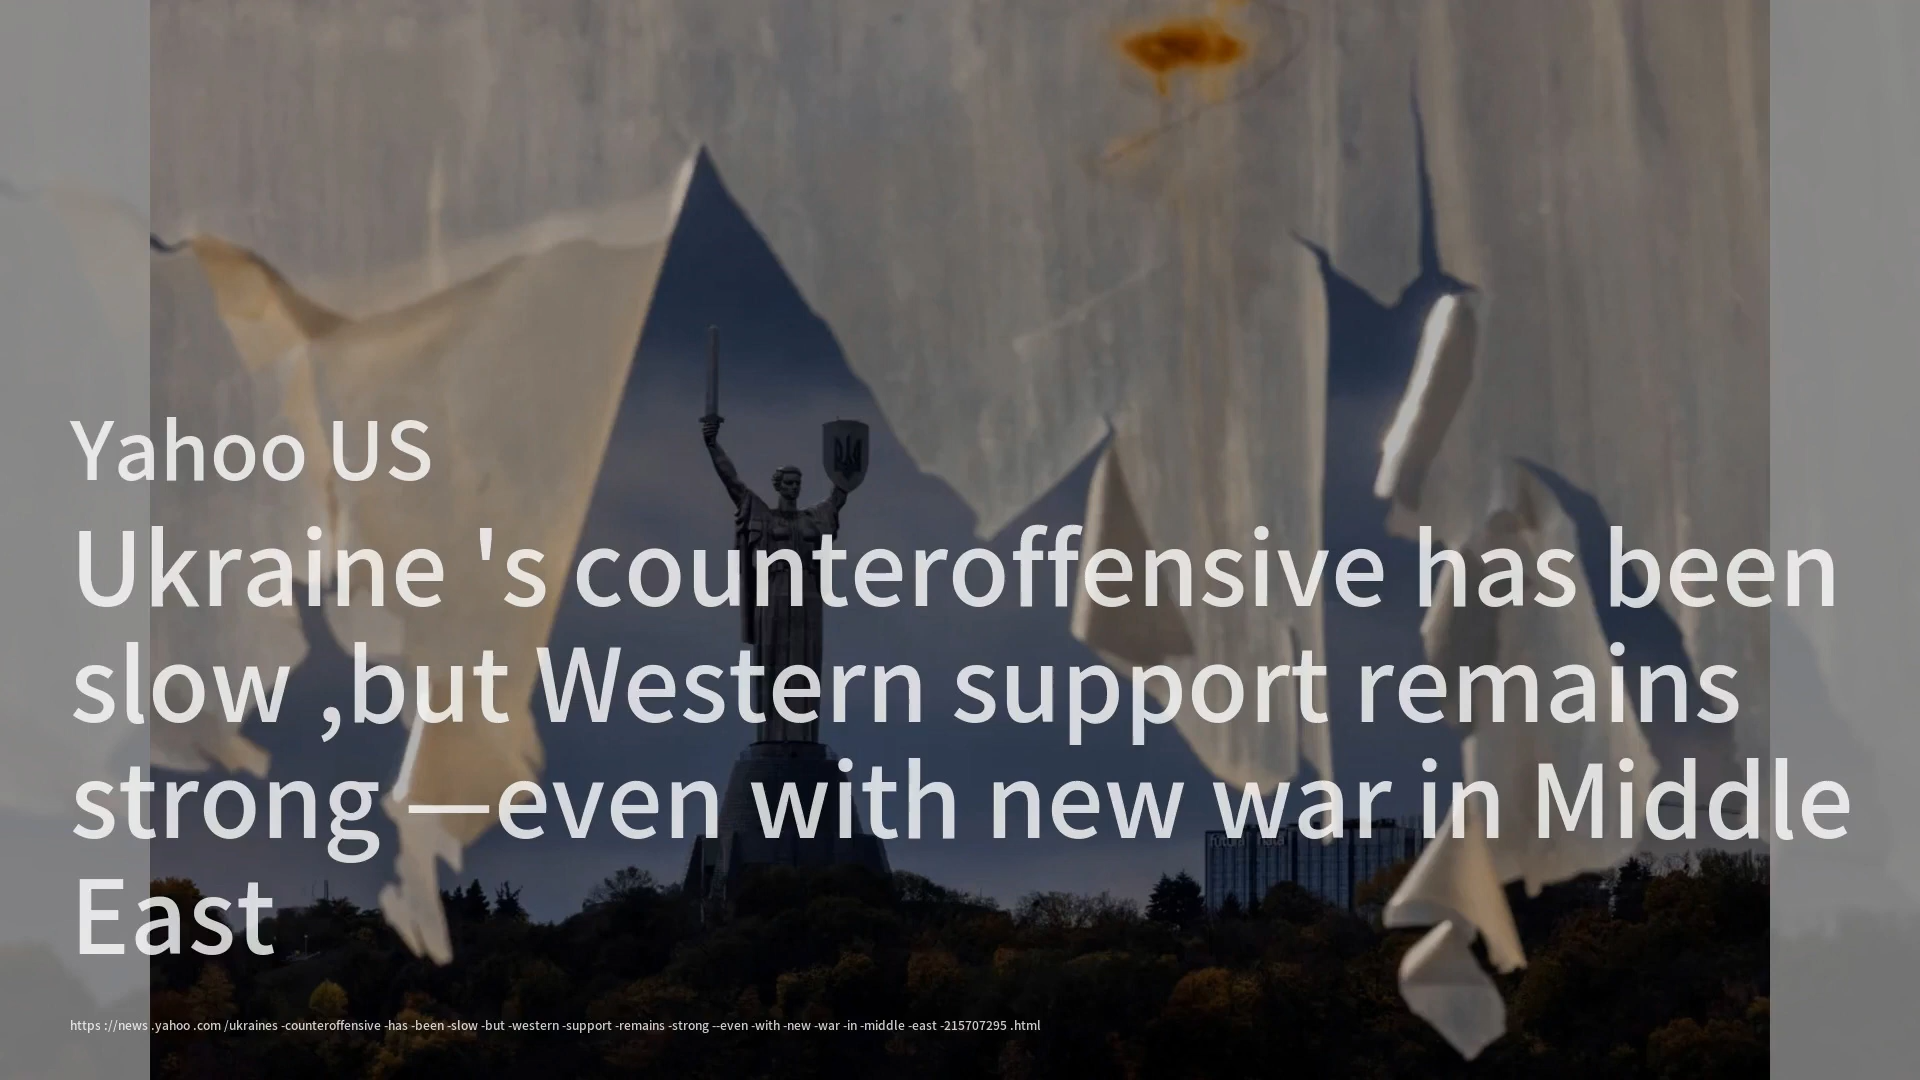 Yahoo US
Ukraine 's counteroffensive has been
slow ,but Western support remains
strong —even with new war in Middle
East
https ://news .yahoo .com /ukraines -counteroffensive -has -been -slow -but -western -support -remains -strong --even -with -new -war -in -middle -east -215707295 .html